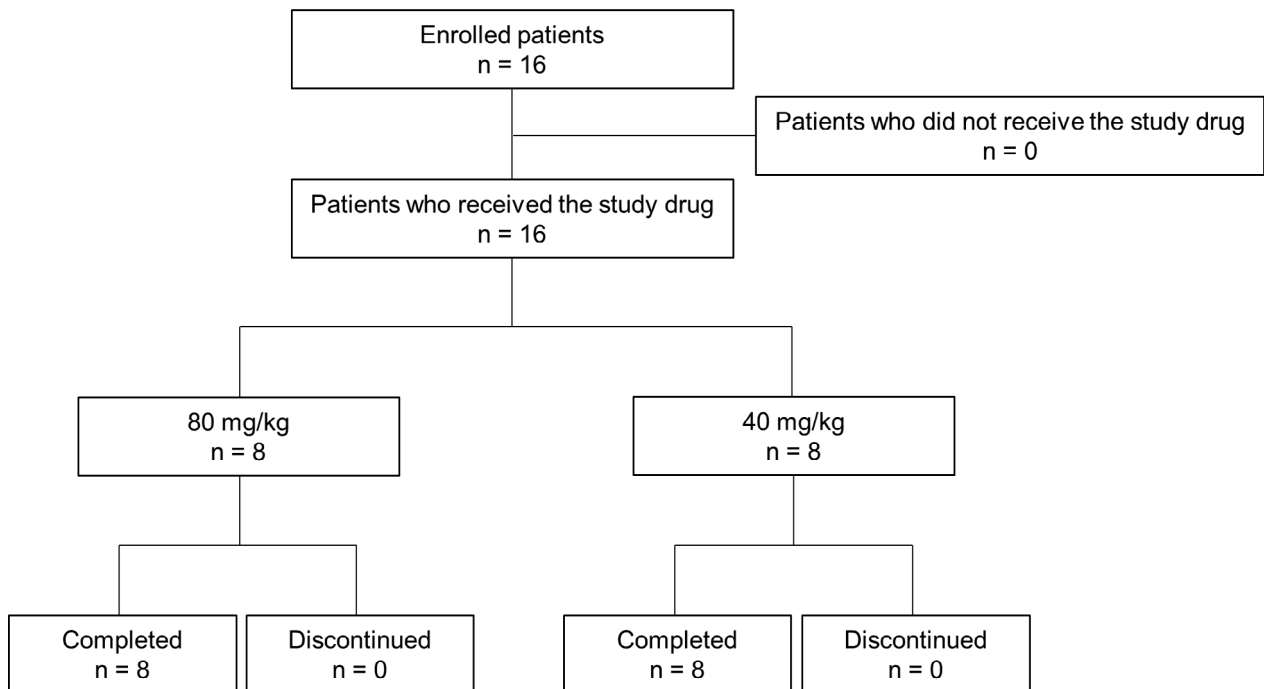 Enrolled patients
n = 16
Patients who did not receive the study drug
n = 0
Patients who received the study drug
n = 16
80 mg/kg
n = 8
40 mg/kg
n = 8
Completed
n = 8
Discontinued
n = 0
Completed
n = 8
Discontinued
n = 0